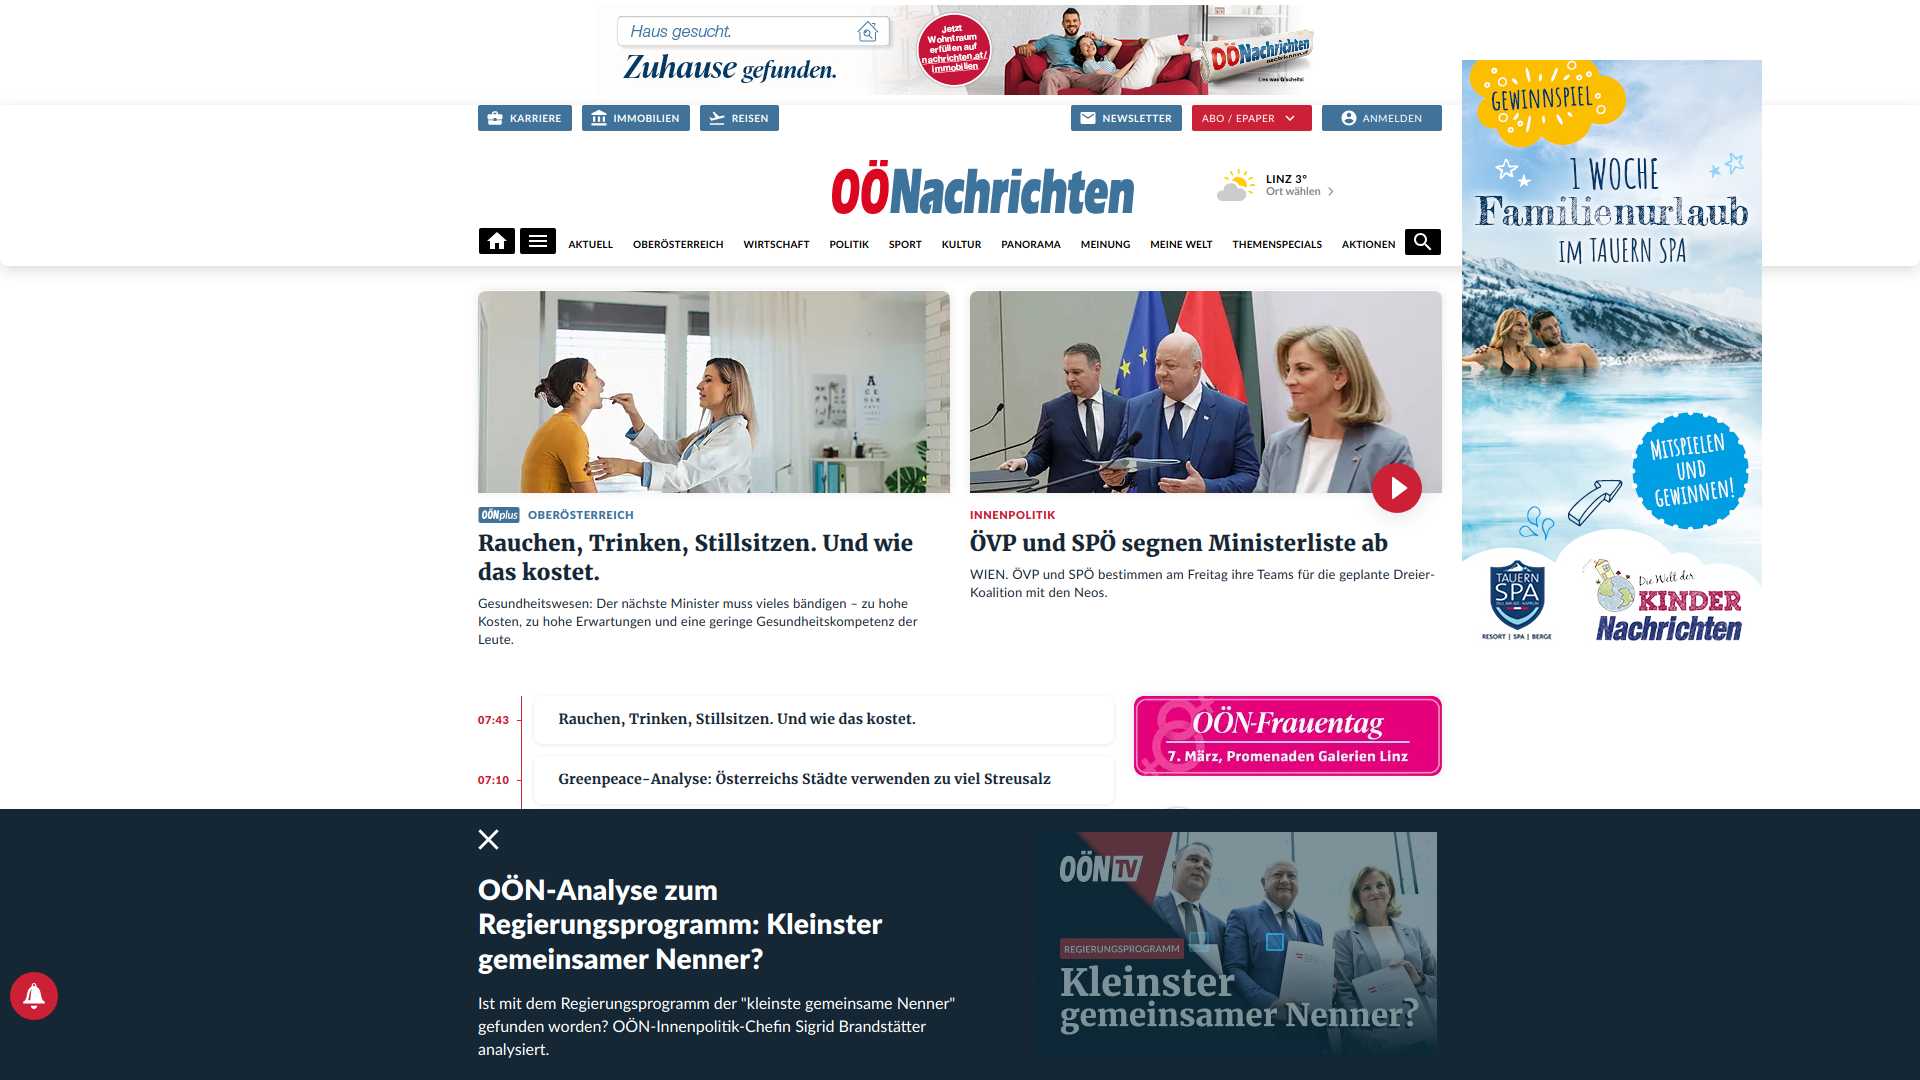 Haus gesucht.
Zuhause gefunden.
Jetzt
Wohntraum
erfüllen auf
nachrichten.at/
immobilien
OÖNachrichten
Lies was G'scheits!
KARRIERE
IMMOBILIEN
REISEN
NEWSLETTER
ABO / EPAPER
ANMELDEN
OÖNachrichten
LINZ 3°
Ort wählen
AKTUELL
OBERÖSTERREICH
WIRTSCHAFT
POLITIK
SPORT
KULTUR
PANORAMA
MEINUNG
MEINE WELT
THEMENSPECIALS
AKTIONEN
GEWINNSPIEL
1 WOCHE
Familienurlaub
IM TAUERN SPA
MITSPIELEN
UND
GEWINNEN!
TAUERN
SPA
RESORT | SPA | BERGE
Die Welt der
KINDER
Nachrichten
OÖNplus OBERÖSTERREICH
Rauchen, Trinken, Stillsitzen. Und wie
das kostet.
Gesundheitswesen: Der nächste Minister muss vieles bändigen – zu hohe
Kosten, zu hohe Erwartungen und eine geringe Gesundheitskompetenz der
Leute.
INNENPOLITIK
ÖVP und SPÖ segnen Ministerliste ab
WIEN. ÖVP und SPÖ bestimmen am Freitag ihre Teams für die geplante Dreier-
Koalition mit den Neos.
07:43
Rauchen, Trinken, Stillsitzen. Und wie das kostet.
07:10
Greenpeace-Analyse: Österreichs Städte verwenden zu viel Streusalz
OÖN-Frauentag
7. März, Promenaden Galerien Linz
OÖN-Analyse zum
Regierungsprogramm: Kleinster
gemeinsamer Nenner?
Ist mit dem Regierungsprogramm der "kleinste gemeinsame Nenner"
gefunden worden? OÖN-Innenpolitik-Chefin Sigrid Brandstätter
analysiert.
OÖN TV
REGIERUNGSPROGRAMM
Kleinster
gemeinsamer Nenner?